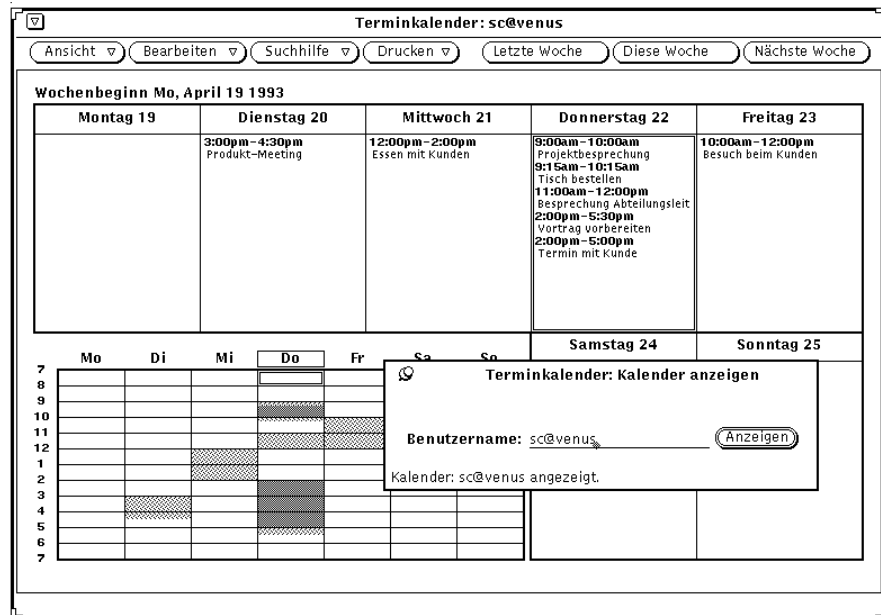 Terminkalender: sc@venus
Ansicht Bearbeiten Suchhilfe Drucken Letzte Woche Diese Woche Nächste Woche
Wochenbeginn Mo, April 19 1993
Montag 19 Dienstag 20 Mittwoch 21 Donnerstag 22 Freitag 23
3:00pm-4:30pm
Produkt-Meeting
12:00pm-2:00pm
Essen mit Kunden
9:00am-10:00am
Projektbesprechung
9:15am-10:15am
Tisch bestellen
11:00am-12:00pm
Besprechung Abteilungsleit
2:00pm-5:30pm
Vortrag vorbereiten
2:00pm-5:00pm
Termin mit Kunde
10:00am-12:00pm
Besuch beim Kunden
Samstag 24 Sonntag 25
Mo Di Mi Do Fr Sa So
7
8
9
10
11
12
1
2
3
4
5
6
7
Terminkalender: Kalender anzeigen
Benutzername: sc@venus Anzeigen
Kalender: sc@venus angezeigt.